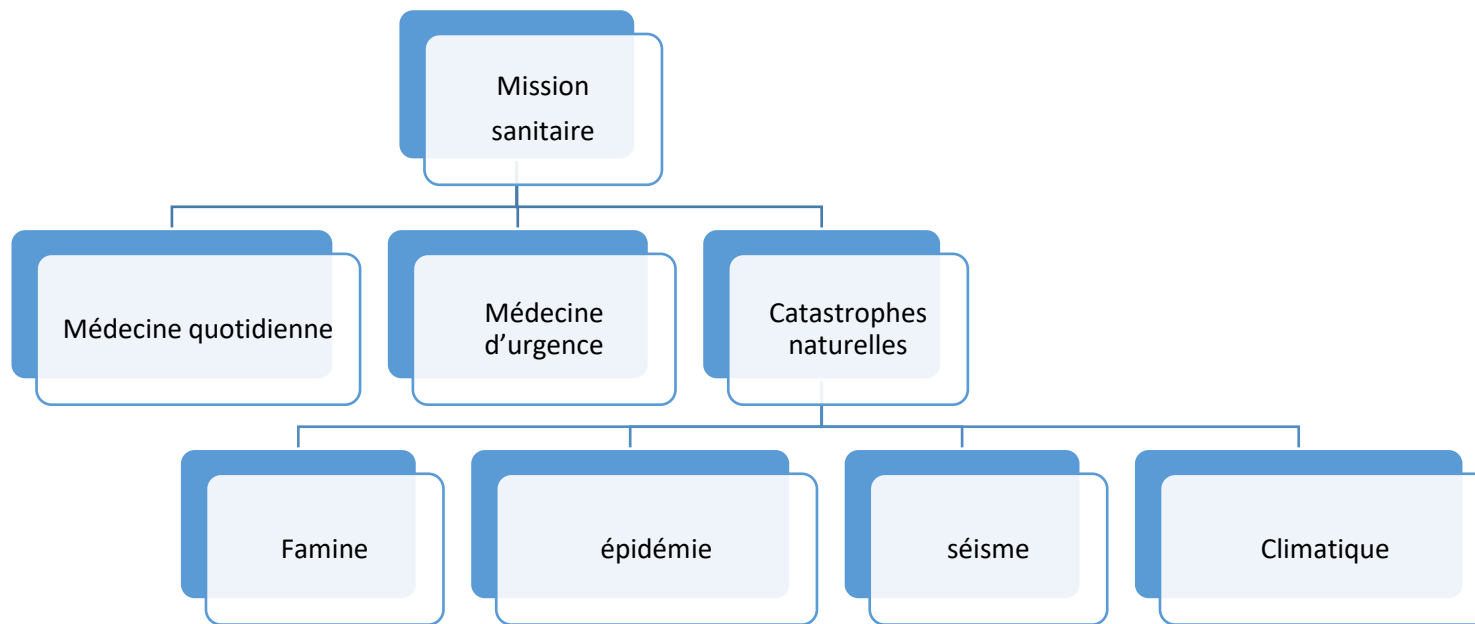 Mission
sanitaire
Médecine quotidienne
Médecine
d’urgence
Catastrophes
naturelles
Famine
épidémie
séisme
Climatique